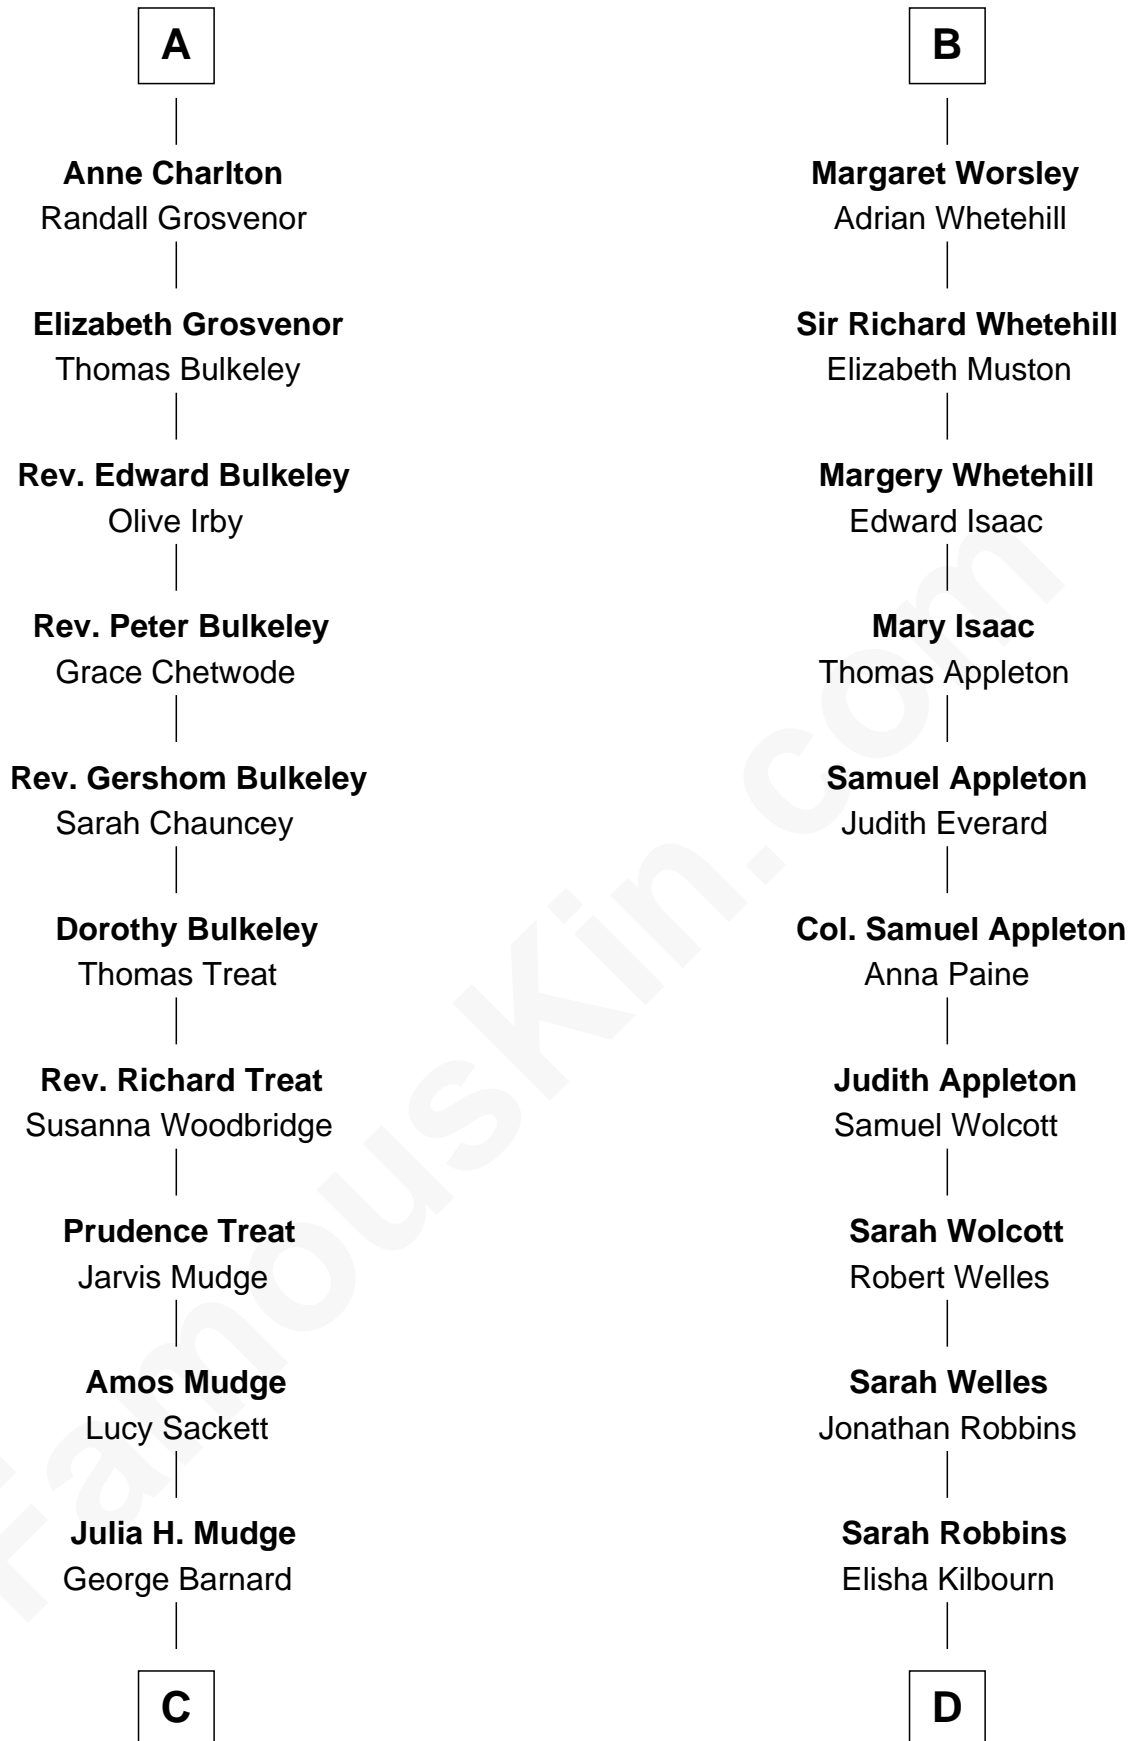 A
Anne Charlton
Randall Grosvenor
Elizabeth Grosvenor
Thomas Bulkeley
Rev. Edward Bulkeley
Olive Irby
Rev. Peter Bulkeley
Grace Chetwode
Rev. Gershom Bulkeley
Sarah Chauncey
Dorothy Bulkeley
Thomas Treat
Rev. Richard Treat
Susanna Woodbridge
Prudence Treat
Jarvis Mudge
Amos Mudge
Lucy Sackett
Julia H. Mudge
George Barnard
C
B
Margaret Worsley
Adrian Whetehill
Sir Richard Whetehill
Elizabeth Muston
Margery Whetehill
Edward Isaac
Mary Isaac
Thomas Appleton
Samuel Appleton
Judith Everard
Col. Samuel Appleton
Anna Paine
Judith Appleton
Samuel Wolcott
Sarah Wolcott
Robert Welles
Sarah Welles
Jonathan Robbins
Sarah Robbins
Elisha Kilbourn
D
FamousKin.com